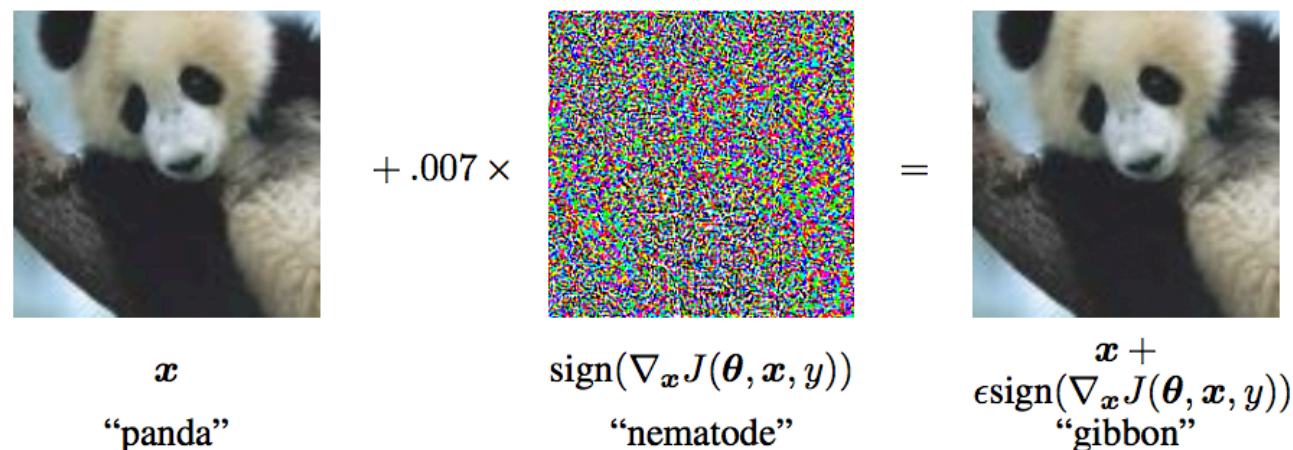 + .007 ×
=
x
sign(∇ₓJ(θ, x, y))
x +
ϵsign(∇ₓJ(θ, x, y))
“panda”
“nematode”
“gibbon”